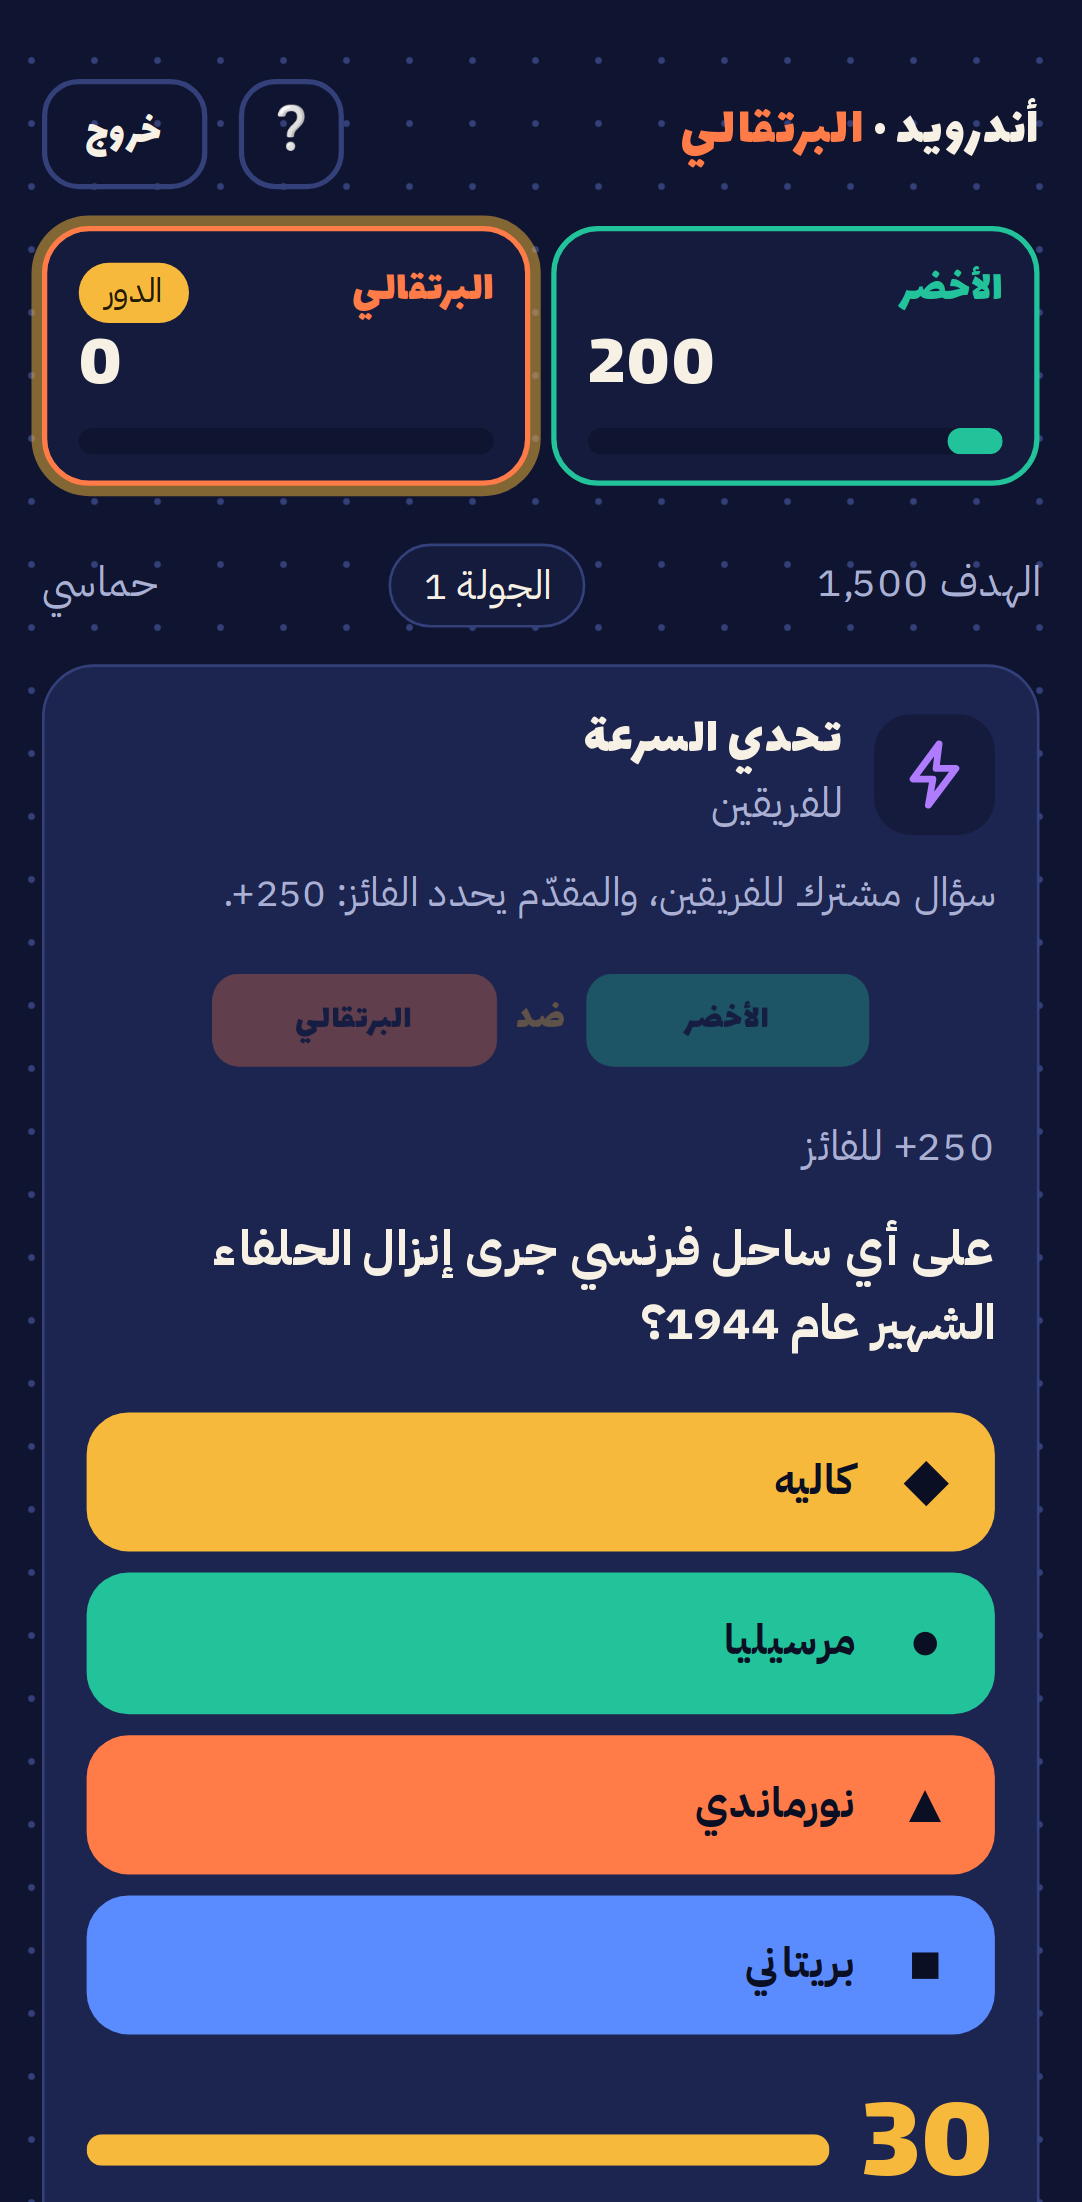 أندرويد · البرتقالي
?
خروج
الأخضر
200
البرتقالي
الدور
0
الهدف 1,500
الجولة 1
حماسي
تحدي السرعة
للفريقين
سؤال مشترك للفريقين، والمقدّم يحدد الفائز: 250+.
الأخضر
ضد
البرتقالي
250+ للفائز
على أي ساحل فرنسي جرى إنزال الحلفاء
الشهير عام 1944؟
كاليه
مرسيليا
نورماندي
بريتاني
30